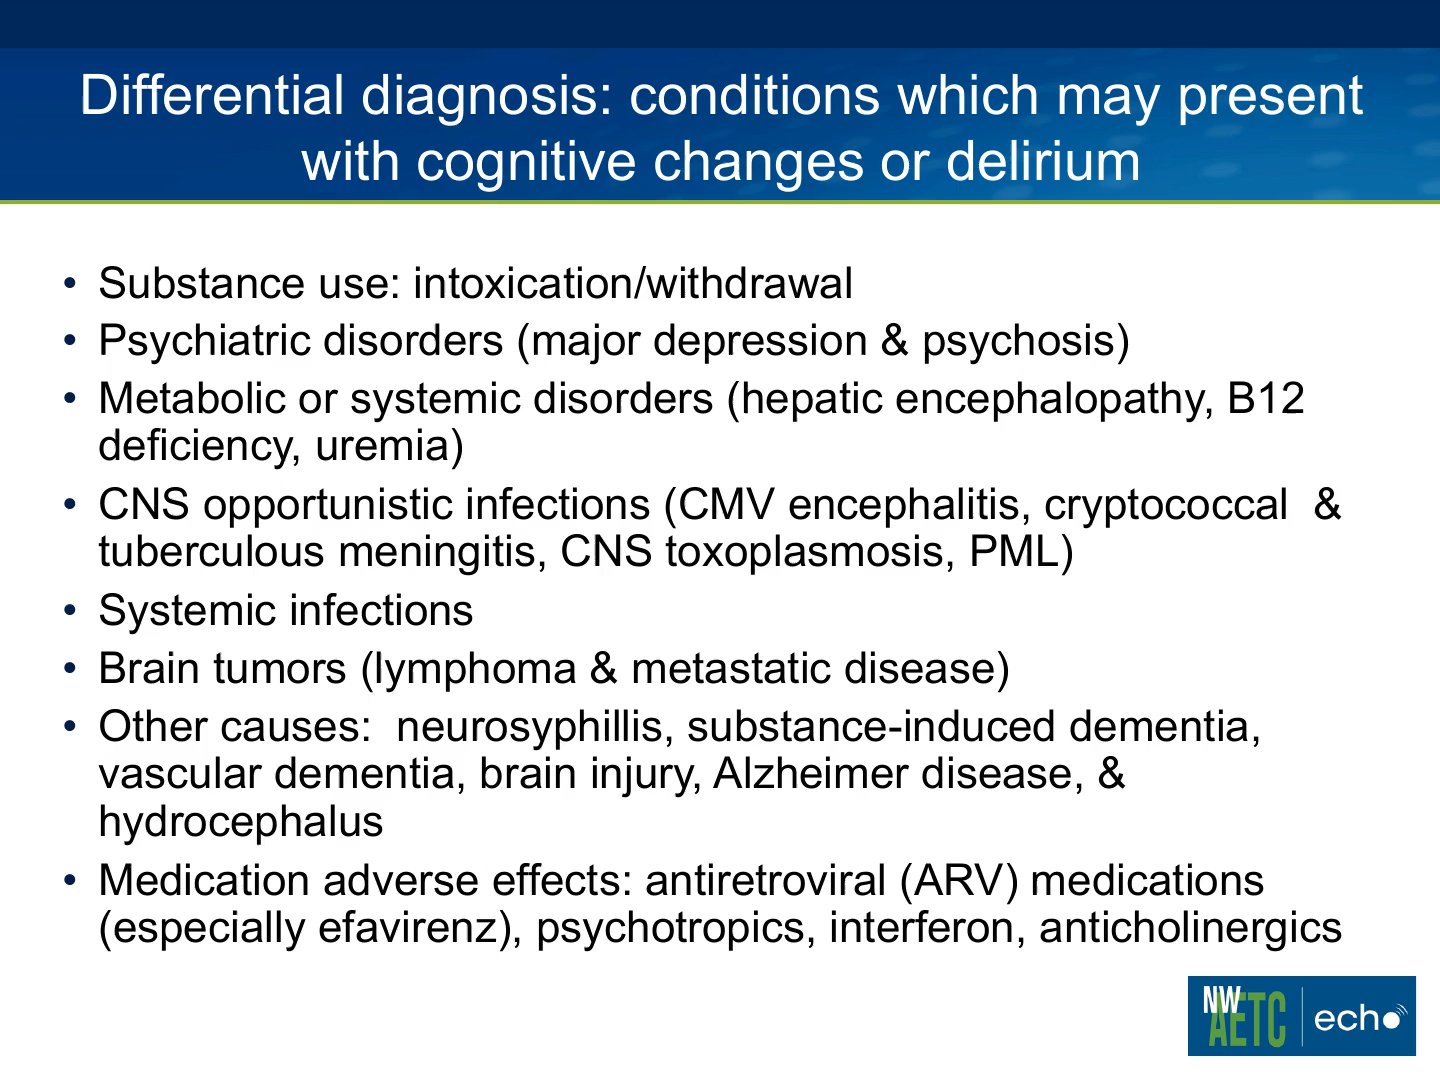 Differential diagnosis: conditions which may present
with cognitive changes or delirium
• Substance use: intoxication/withdrawal
• Psychiatric disorders (major depression & psychosis)
• Metabolic or systemic disorders (hepatic encephalopathy, B12
deficiency, uremia)
• CNS opportunistic infections (CMV encephalitis, cryptococcal  &
tuberculous meningitis, CNS toxoplasmosis, PML)
• Systemic infections
• Brain tumors (lymphoma & metastatic disease)
• Other causes:  neurosyphillis, substance-induced dementia,
vascular dementia, brain injury, Alzheimer disease, &
hydrocephalus
• Medication adverse effects: antiretroviral (ARV) medications
(especially efavirenz), psychotropics, interferon, anticholinergics
NW
AETC
echo